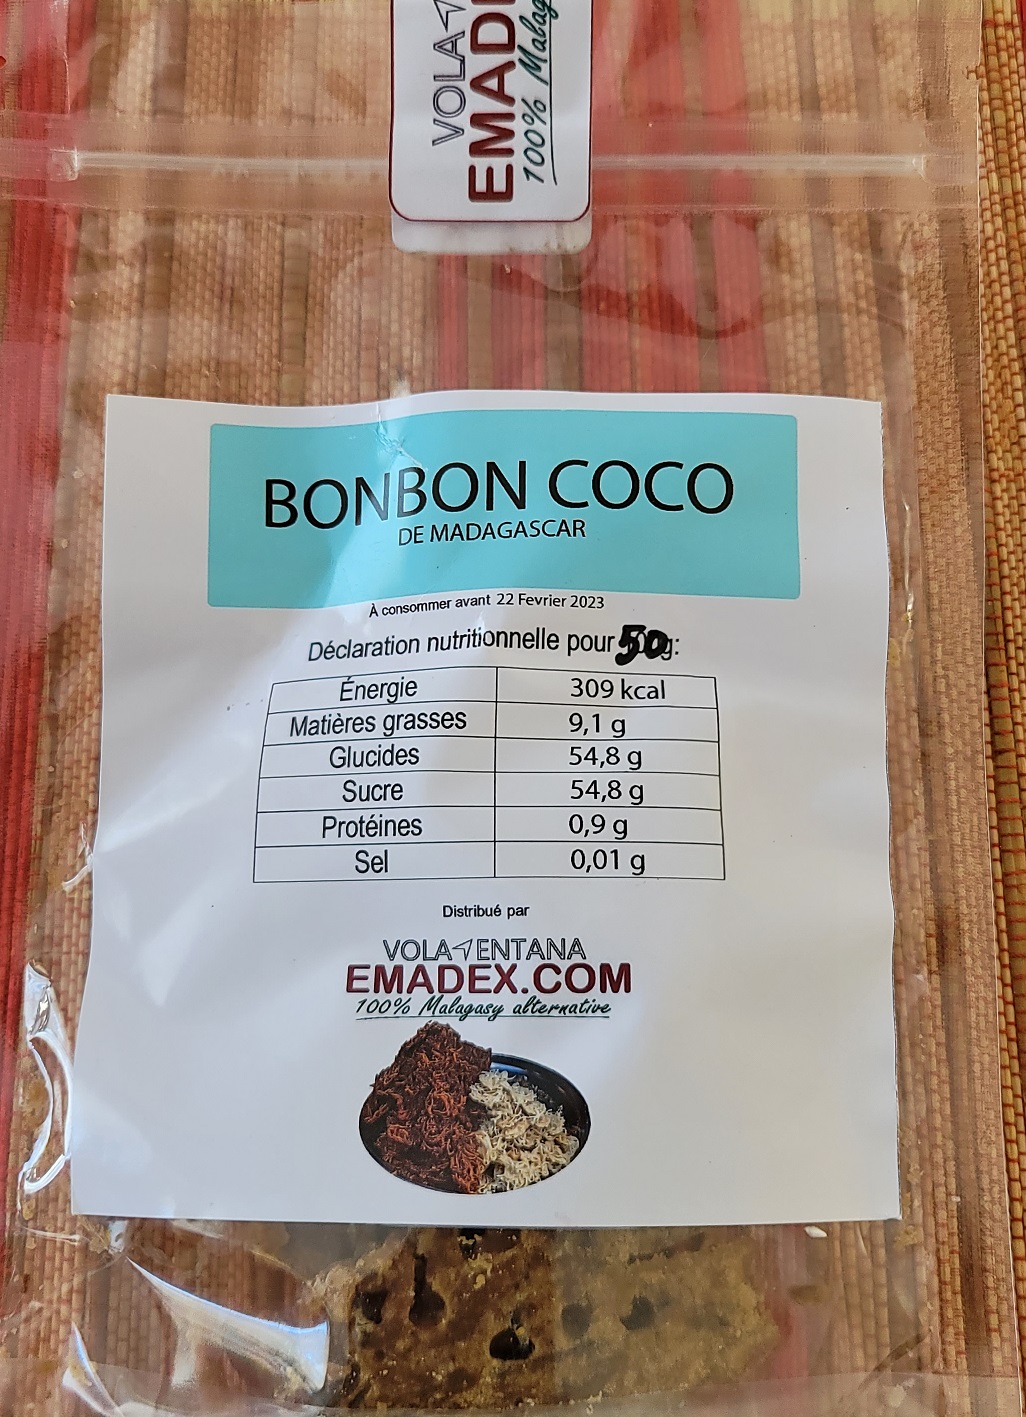 VOLA
EMAD
100% Malag
BONBON COCO
DE MADAGASCAR
À consommer avant 22 Fevrier 2023
Déclaration nutritionnelle pour 50g:
Énergie 309 kcal
Matières grasses 9,1 g
Glucides 54,8 g
Sucre 54,8 g
Protéines 0,9 g
Sel 0,01 g
Distribué par
VOLAVENTANA
EMADEX.COM
100% Malagasy alternative